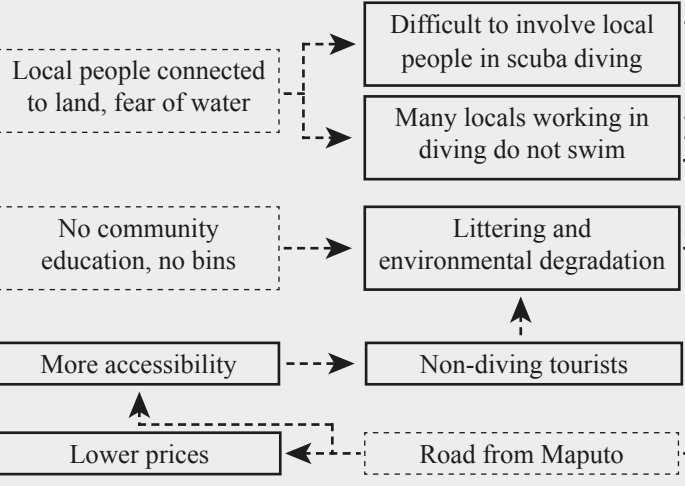 Local people connected
to land, fear of water
Difficult to involve local
people in scuba diving
Many locals working in
diving do not swim
No community
education, no bins
Littering and
environmental degradation
More accessibility
Non-diving tourists
Lower prices
Road from Maputo